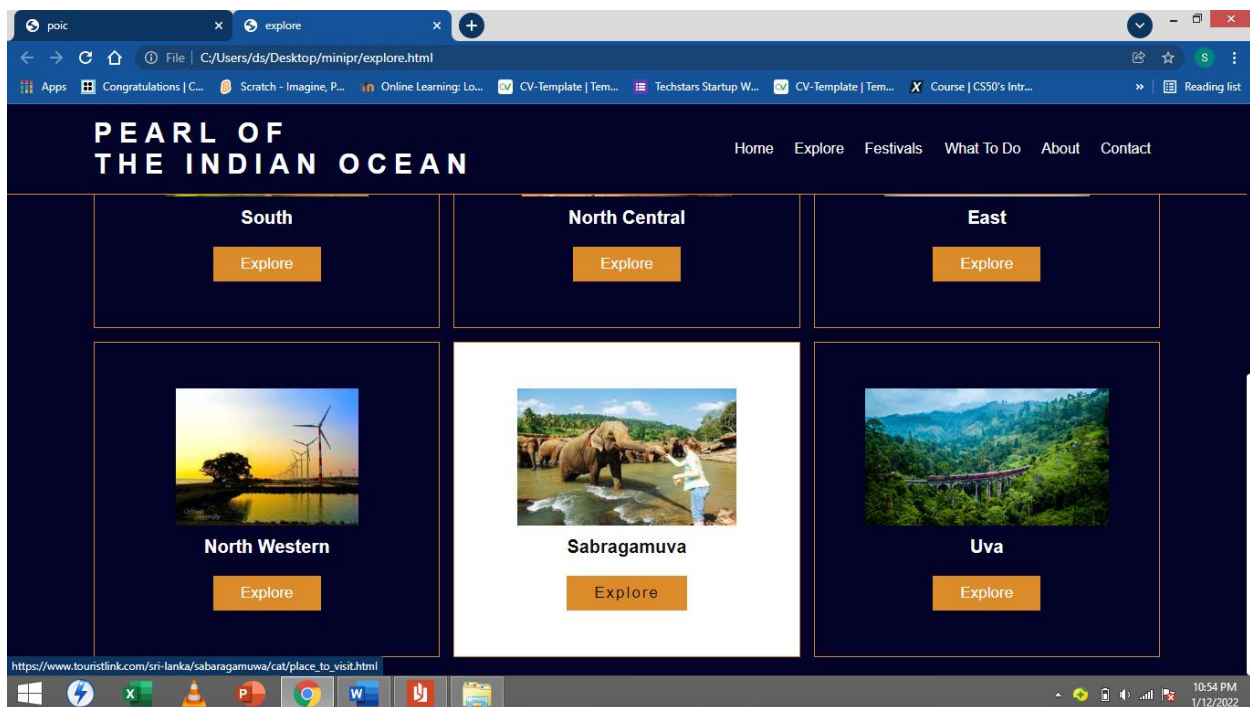 poic
explore
File | C:/Users/ds/Desktop/minipr/explore.html
S
Apps Congratulations | C... Scratch - Imagine, P... Online Learning: Lo... CV-Template | Tem... Techstars Startup W... CV-Template | Tem... Course | CS50's Intr... » Reading list
PEARL OF
THE INDIAN OCEAN
Home Explore Festivals What To Do About Contact
South North Central East
Explore Explore Explore
North Western Sabragamuva Uva
Explore Explore Explore
https://www.touristlink.com/sri-lanka/sabaragamuwa/cat/place_to_visit.html
10:54 PM
1/12/2022